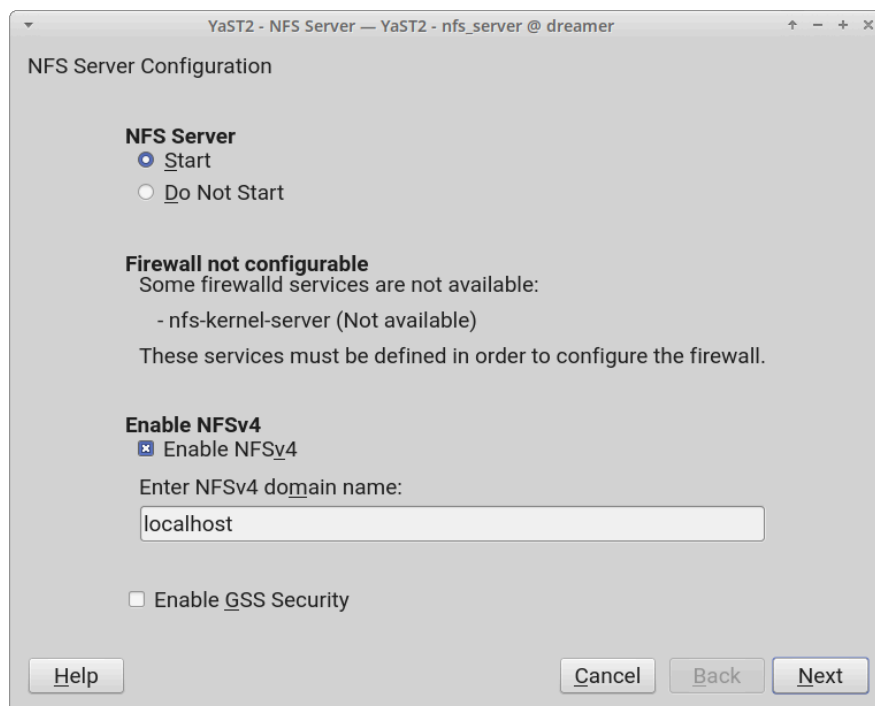 YaST2 - NFS Server — YaST2 - nfs_server @ dreamer
NFS Server Configuration
NFS Server
Start
Do Not Start
Firewall not configurable
Some firewalld services are not available:
- nfs-kernel-server (Not available)
These services must be defined in order to configure the firewall.
Enable NFSv4
Enable NFSv4
Enter NFSv4 domain name:
localhost
Enable GSS Security
Help Cancel Back Next